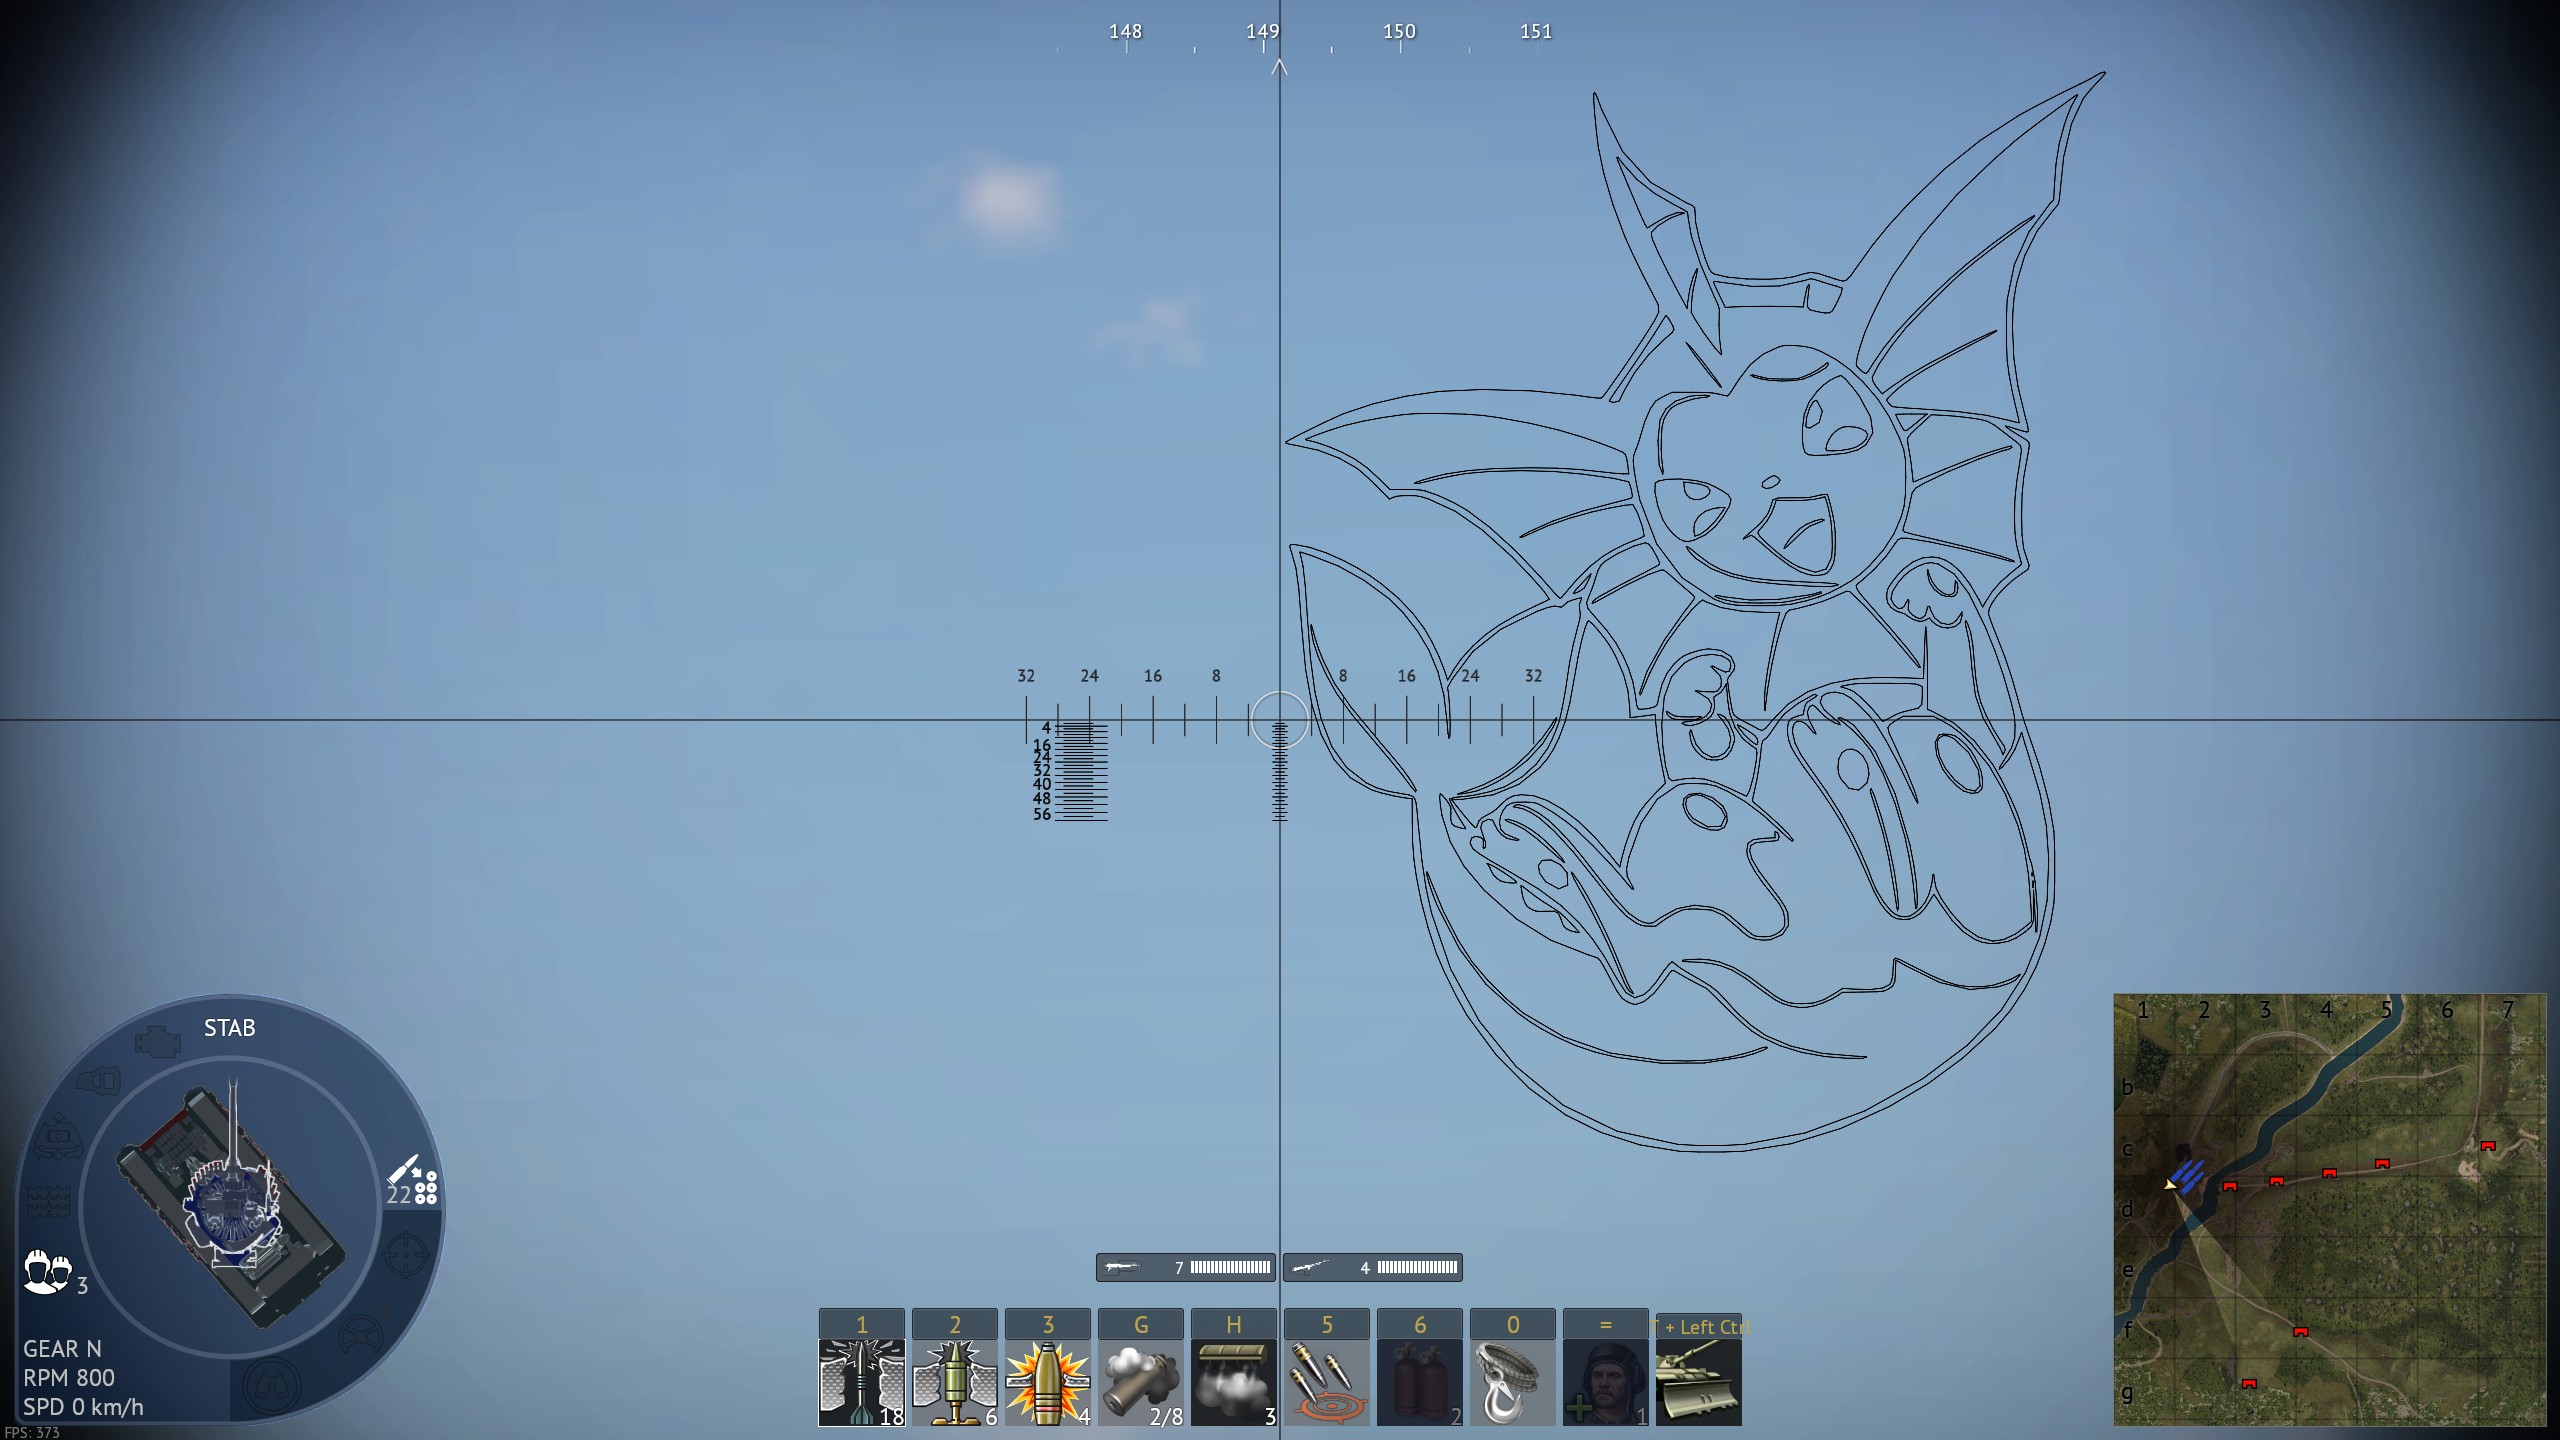 148 149 150 151
32 24 16 8 8 16 24 32
4
16
24
32
40
48
56
STAB
22
3
GEAR N
RPM 800
SPD 0 km/h
FPS: 373
7 4
1 2 3 G H 5 6 0 = T + Left Ctrl
18 6 4 2/8 3 2 1
1 2 3 4 5 6 7
b
c
d
e
f
g